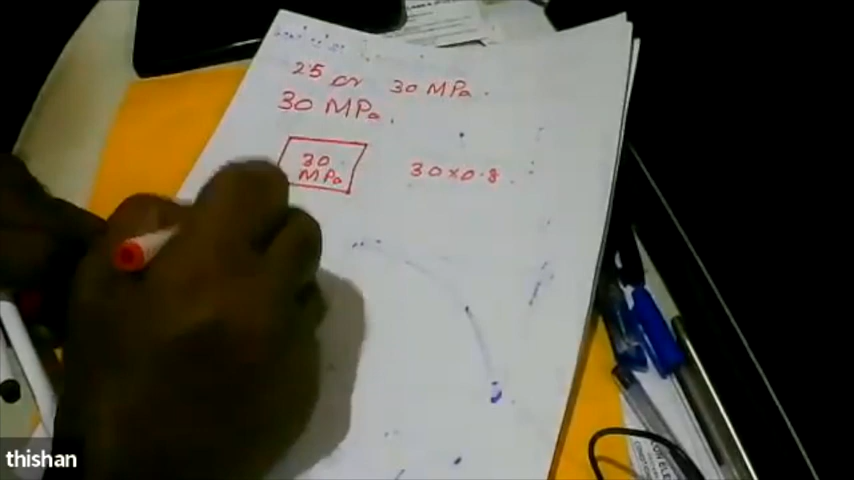 25 or 30 MPa.
30 MPa.
30
MPa
30 x 0.8.
thishan